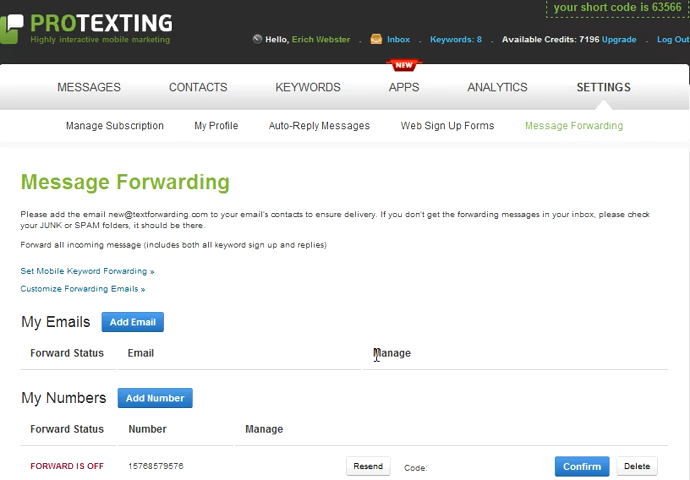 your short code is 63566
PROTEXTING
Highly interactive mobile marketing
Hello, Erich Webster . Inbox . Keywords: 8 . Available Credits: 7196 Upgrade . Log Out
NEW
MESSAGES CONTACTS KEYWORDS APPS ANALYTICS SETTINGS
Manage Subscription My Profile Auto-Reply Messages Web Sign Up Forms Message Forwarding
Message Forwarding
Please add the email new@textforwarding.com to your email's contacts to ensure delivery. If you don't get the forwarding messages in your inbox, please check
your JUNK or SPAM folders, it should be there.
Forward all incoming message (includes both all keyword sign up and replies)
Set Mobile Keyword Forwarding »
Customize Forwarding Emails »
My Emails Add Email
Forward Status Email Manage
My Numbers Add Number
Forward Status Number Manage
FORWARD IS OFF 15768579576 Resend Code: Confirm Delete